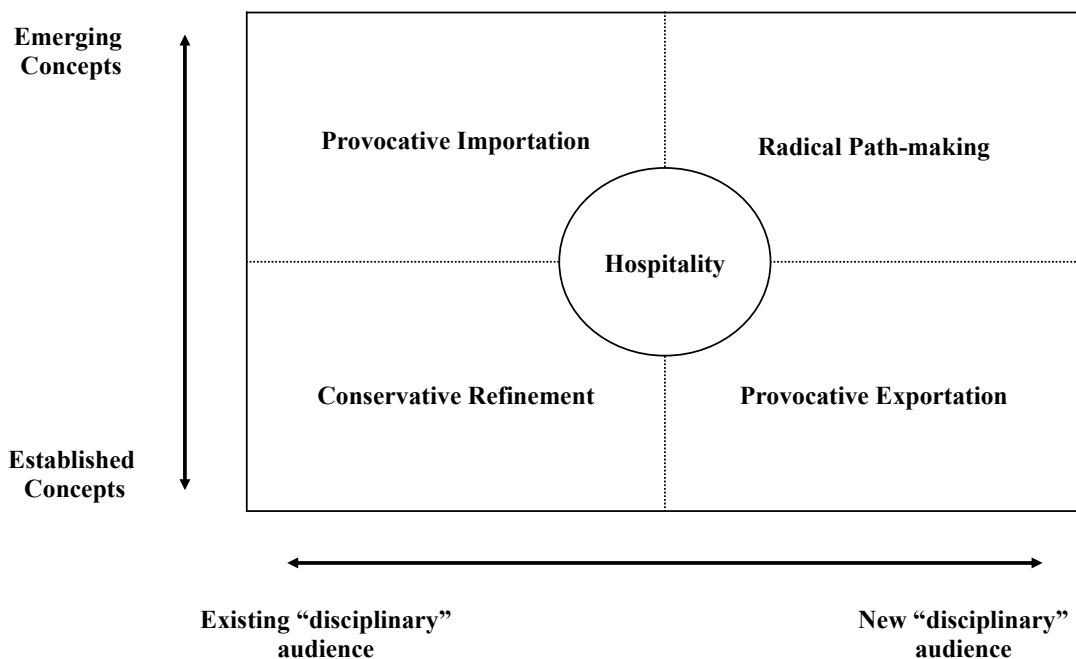 Emerging
Concepts
Provocative Importation
Radical Path-making
Hospitality
Conservative Refinement
Provocative Exportation
Established
Concepts
Existing “disciplinary”
audience
New “disciplinary”
audience